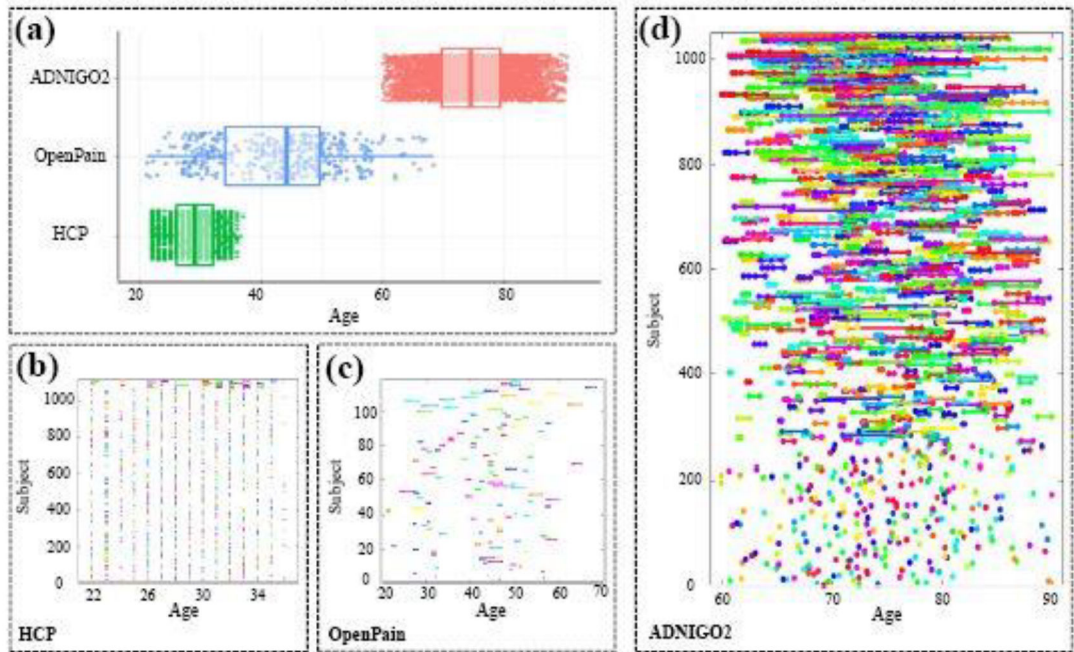 (a)
ADNIGO2
OpenPain
HCP
20 40 60 80
Age
(b)
1000
800
600
400
200
0
Subject
22 26 30 34
Age
HCP
(c)
100
80
60
40
20
0
Subject
20 30 40 50 60 70
Age
OpenPain
(d)
1000
800
600
400
200
0
Subject
60 70 80 90
Age
ADNIGO2